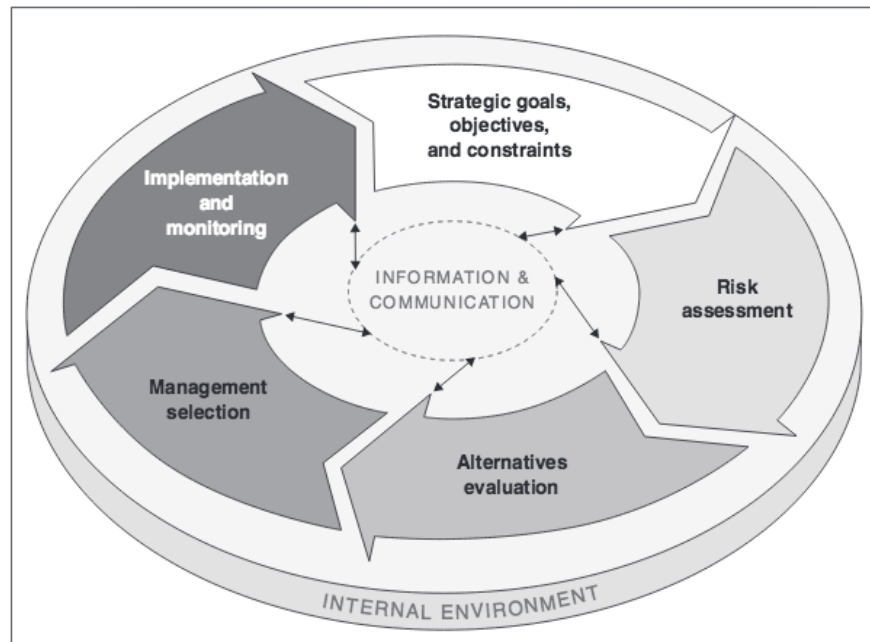 Strategic goals,
objectives,
and constraints
Implementation
and
monitoring
INFORMATION &
COMMUNICATION
Risk
assessment
Management
selection
Alternatives
evaluation
INTERNAL ENVIRONMENT